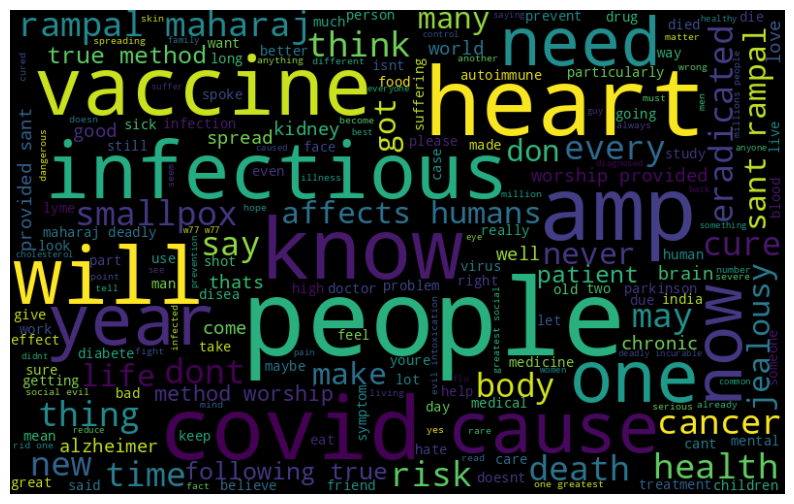 rampal maharaj
skin
spreading
family
much
person
prevent
drug
died
die
healthy
many
need
heart
think
want
better
world
saying
control
anything
different
everyone
another
matter
wrong
way
love
true method
long
isnt
particularly
cured
vaccine
suffer
become
best
food
autoimmune
going
must
men
eradicated
millions people
spoke
suffering
guy
always
provided sant
good
sick
infection
kidney
got
please
made
study
anyone
live
sant rampal
dangerous
still
spread
face
case
every
infectious
doesn
caused
even
seem
illness
don
diagnosed
worship provided
back
blood
lyme
smallpox
million
affects humans
really
amp
something
cure
maharaj deadly
w77 w77
hope
know
eye
never
cholesterol
look
say
well
human
severe
number
will
part
use
shot
virus
patient
brain
point
see
man
thats
high
doctor
problem
right
parkinson
tell
prevention
disea
old two
due
india
jealousy
give
year
come
people
may
now
work
infected
feel
let
chronic
someone
effect
diabete
take
youre
evil intoxication
greatest social
medicine
deadly incurable
didnt
fight
maybe
pain
sure
life
dont
make
lot
women
one
flu
common
getting
social evil
bad
method worship
help
body
serious
already
thing
living
symptom
day
medical
yes
rare
cancer
mean
reduce
mind
covid
cause
cant
mental
alzheimer
keep
eat
hate
doesnt
rid one
new
read
great
time
following true
risk
care
death
health
said
fact
believe
friend
one greatest
treatment
children